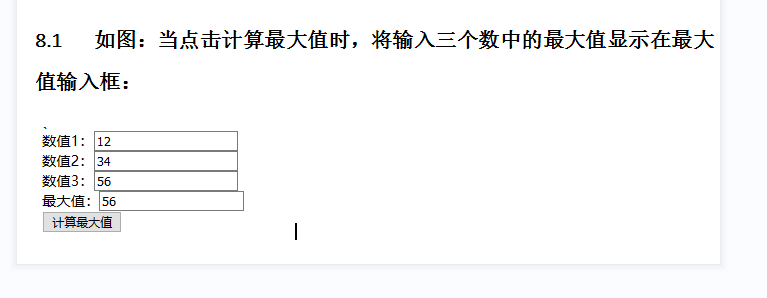 8.1 如图：当点击计算最大值时，将输入三个数中的最大值显示在最大
值输入框：
、
数值1：12
数值2：34
数值3：56
最大值：56
计算最大值